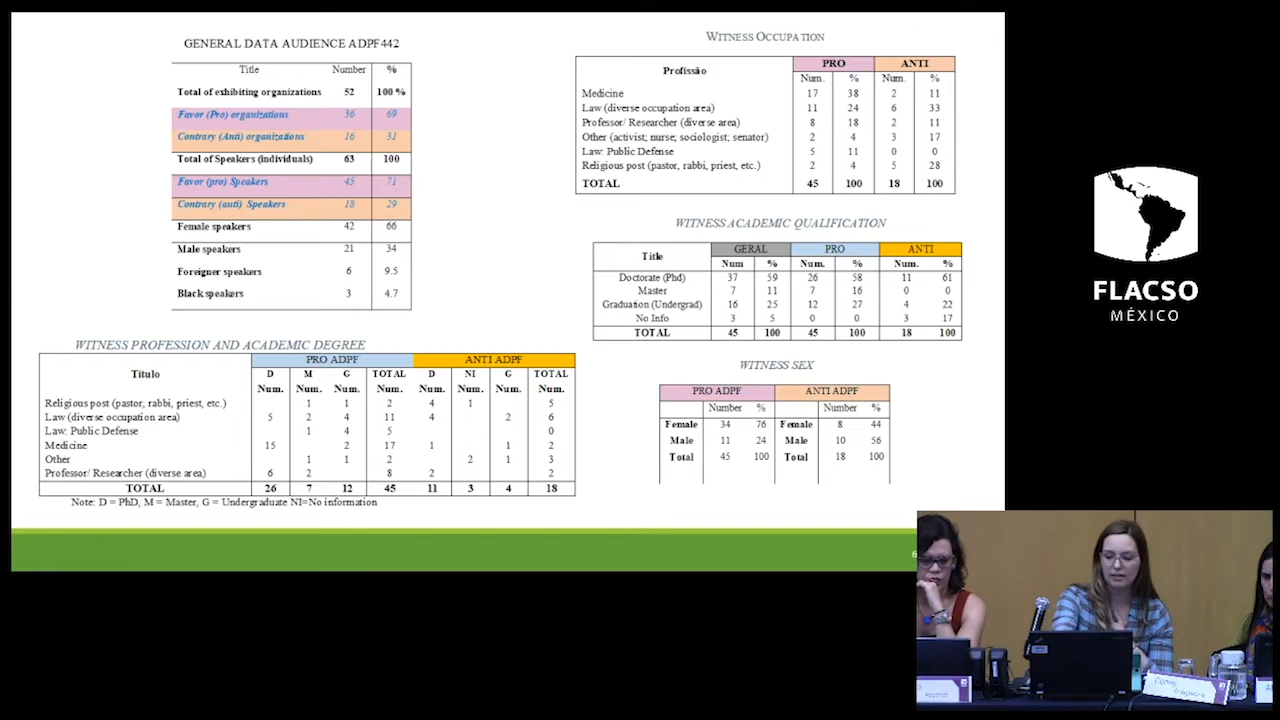 GENERAL DATA AUDIENCE ADPF442
Title Number %
Total of exhibiting organizations 52 100 %
Favor (Pro) organizations 36 69
Contrary (Anti) organizations 16 31
Total of Speakers (individuals) 63 100
Favor (pro) Speakers 45 71
Contrary (anti) Speakers 18 29
Female speakers 42 66
Male speakers 21 34
Foreigner speakers 6 9.5
Black speakers 3 4.7
WITNESS OCCUPATION
Profissão PRO ANTI
Num. % Num. %
Medicine 17 38 2 11
Law (diverse occupation area) 11 24 6 33
Professor/ Researcher (diverse area) 8 18 2 11
Other (activist; nurse; sociologist; senator) 2 4 3 17
Law: Public Defense 5 11 0 0
Religious post (pastor, rabbi, priest, etc.) 2 4 5 28
TOTAL 45 100 18 100
WITNESS ACADEMIC QUALIFICATION
Title GERAL PRO ANTI
Num % Num. % Num. %
Doctorate (Phd) 37 59 26 58 11 61
Master 7 11 7 16 0 0
Graduation (Undergrad) 16 25 12 27 4 22
No Info 3 5 0 0 3 17
TOTAL 45 100 45 100 18 100
WITNESS PROFESSION AND ACADEMIC DEGREE
Título PRO ADPF ANTI ADPF
D M G TOTAL D NI G TOTAL
Num. Num. Num. Num. Num. Num. Num. Num.
Religious post (pastor, rabbi, priest, etc.) 1 1 2 4 1 5
Law (diverse occupation area) 5 2 4 11 4 2 6
Law: Public Defense 1 4 5 0
Medicine 15 2 17 1 1 2
Other 1 1 2 2 1 3
Professor/ Researcher (diverse area) 6 2 8 2 2
TOTAL 26 7 12 45 11 3 4 18
Note: D = PhD, M = Master, G = Undergraduate NI=No information
WITNESS SEX
PRO ADPF ANTI ADPF
Number % Number %
Female 34 76 Female 8 44
Male 11 24 Male 10 56
Total 45 100 Total 18 100
6
FLACSO
MÉXICO